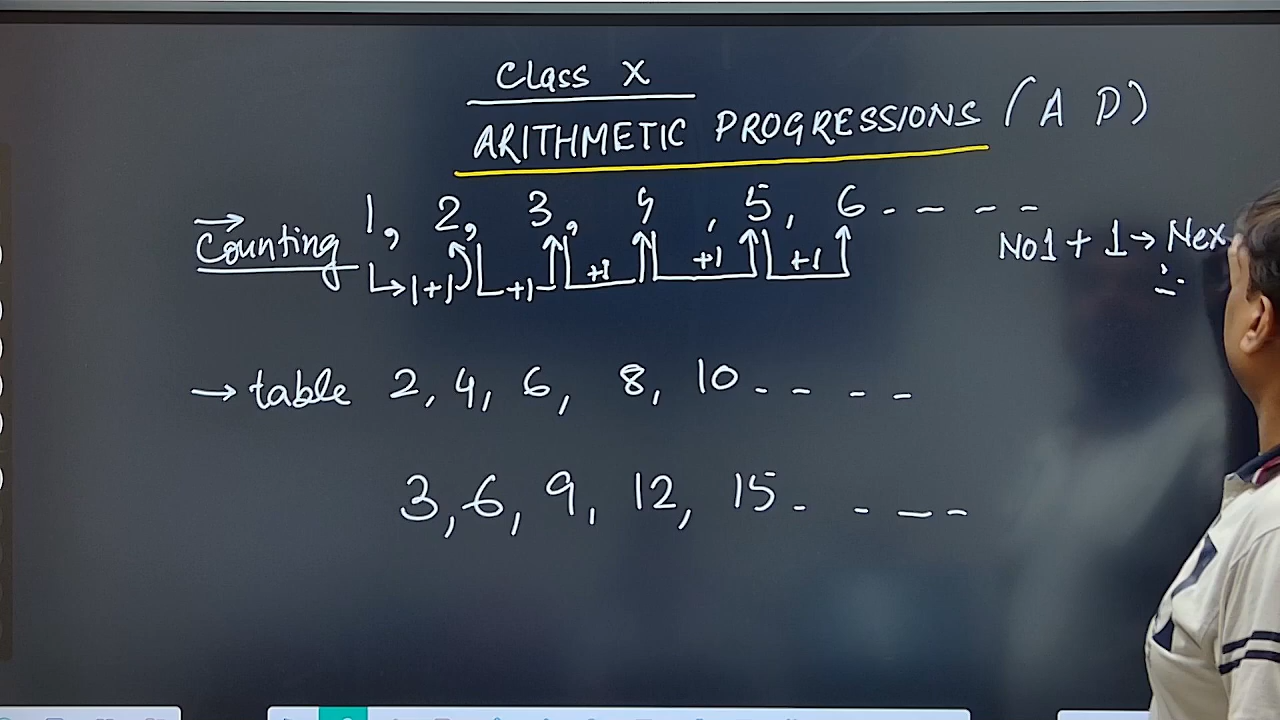 Class X
ARITHMETIC PROGRESSIONS (A P)
→ Counting 1, 2, 3, 4, 5, 6 - - - -
No1 + 1 → Nex
1+1 +1 +1 +1 +1
→ table 2, 4, 6, 8, 10 - - - -
3, 6, 9, 12, 15 - - - -